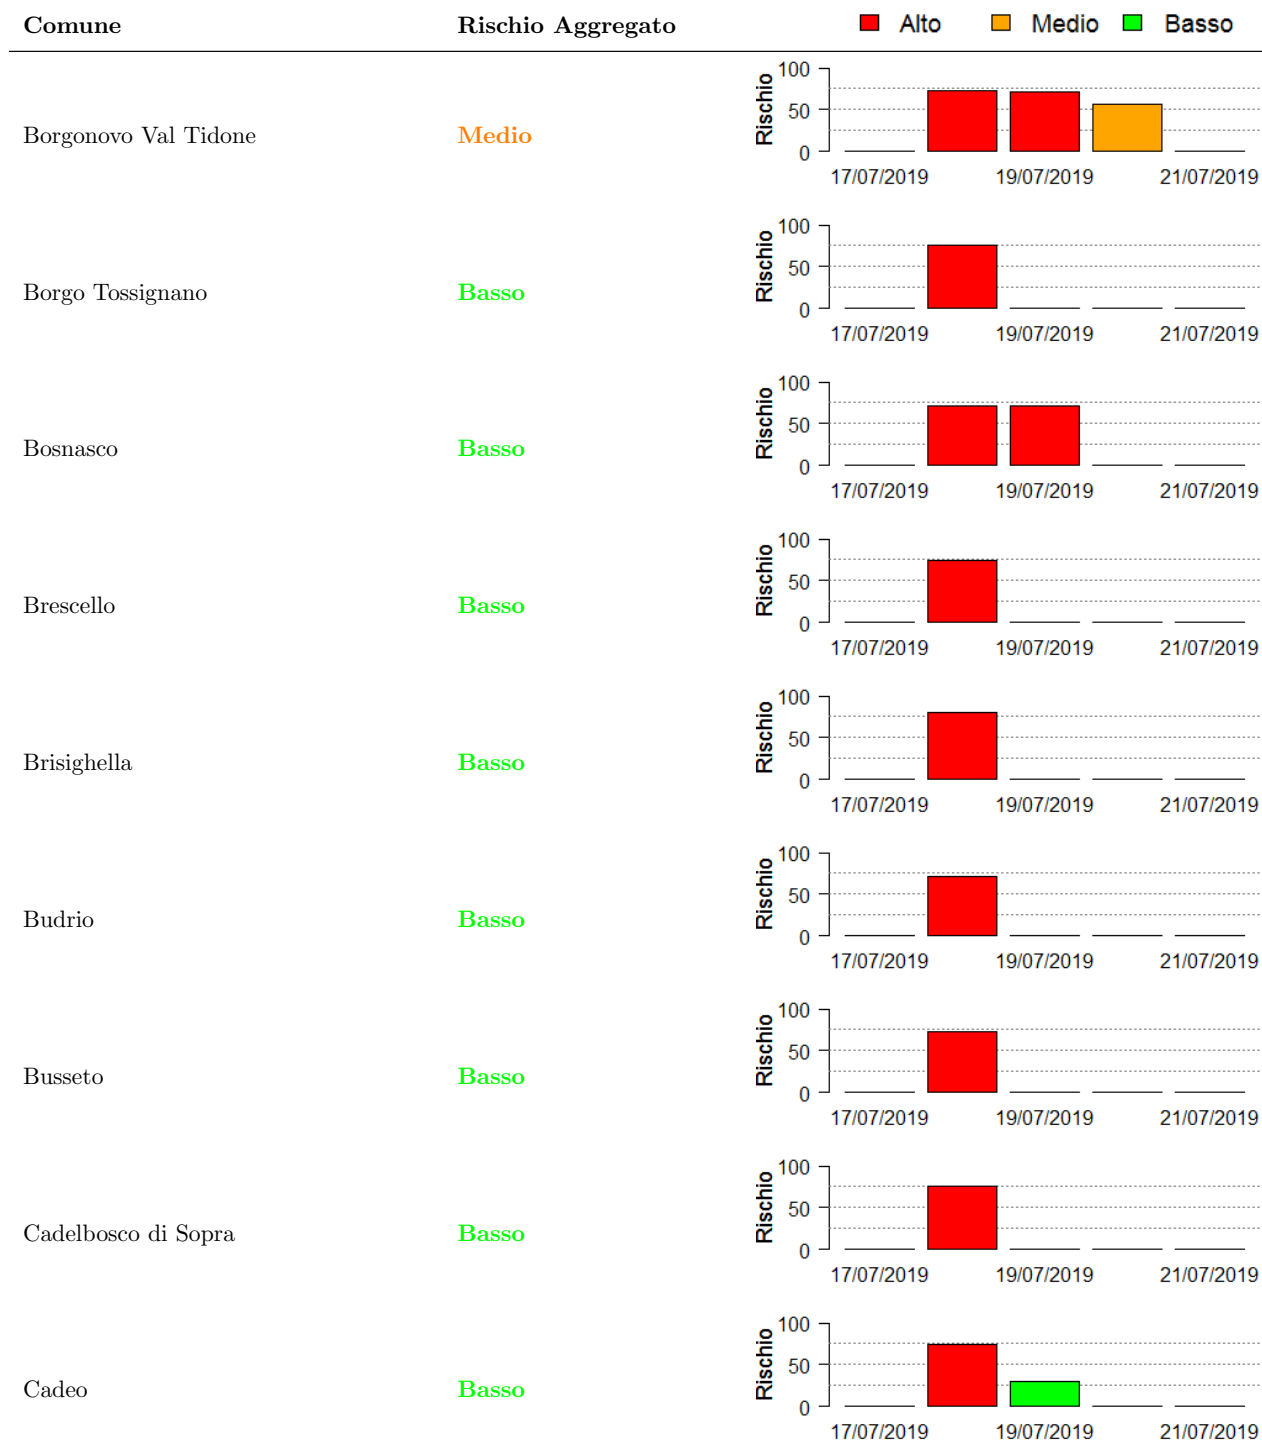 Comune Rischio Aggregato Alto Medio Basso
Borgonovo Val Tidone Medio Rischio 100 50 0
17/07/2019 19/07/2019 21/07/2019
Borgo Tossignano Basso Rischio 100 50 0
17/07/2019 19/07/2019 21/07/2019
Bosnasco Basso Rischio 100 50 0
17/07/2019 19/07/2019 21/07/2019
Brescello Basso Rischio 100 50 0
17/07/2019 19/07/2019 21/07/2019
Brisighella Basso Rischio 100 50 0
17/07/2019 19/07/2019 21/07/2019
Budrio Basso Rischio 100 50 0
17/07/2019 19/07/2019 21/07/2019
Busseto Basso Rischio 100 50 0
17/07/2019 19/07/2019 21/07/2019
Cadelbosco di Sopra Basso Rischio 100 50 0
17/07/2019 19/07/2019 21/07/2019
Cadeo Basso Rischio 100 50 0
17/07/2019 19/07/2019 21/07/2019